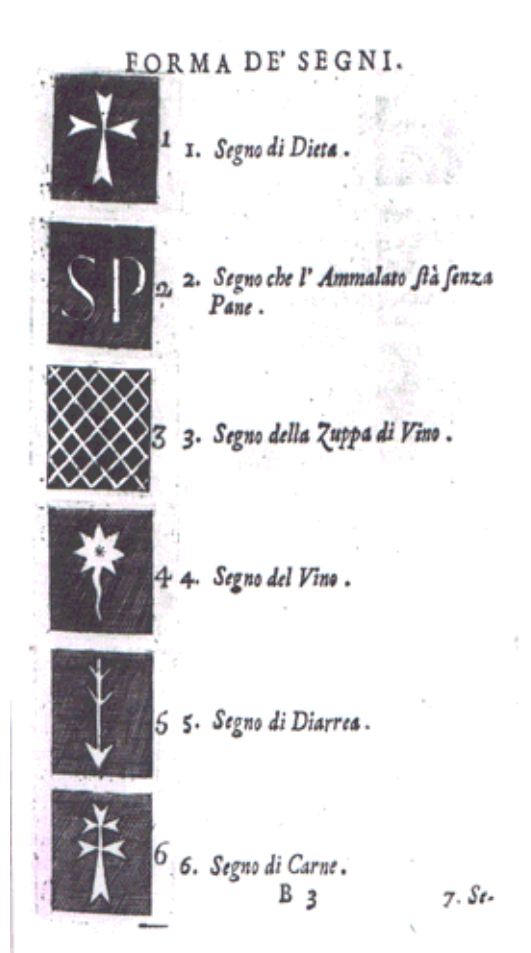 FORMA DE' SEGNI.
1 1. Segno di Dieta.
SP 2 2. Segno che l' Ammalato ſtà ſenza
Pane.
3 3. Segno della Zuppa di Vino.
4 4. Segno del Vino.
5 5. Segno di Diarrea.
6 6. Segno di Carne.
B 3 7. Se-